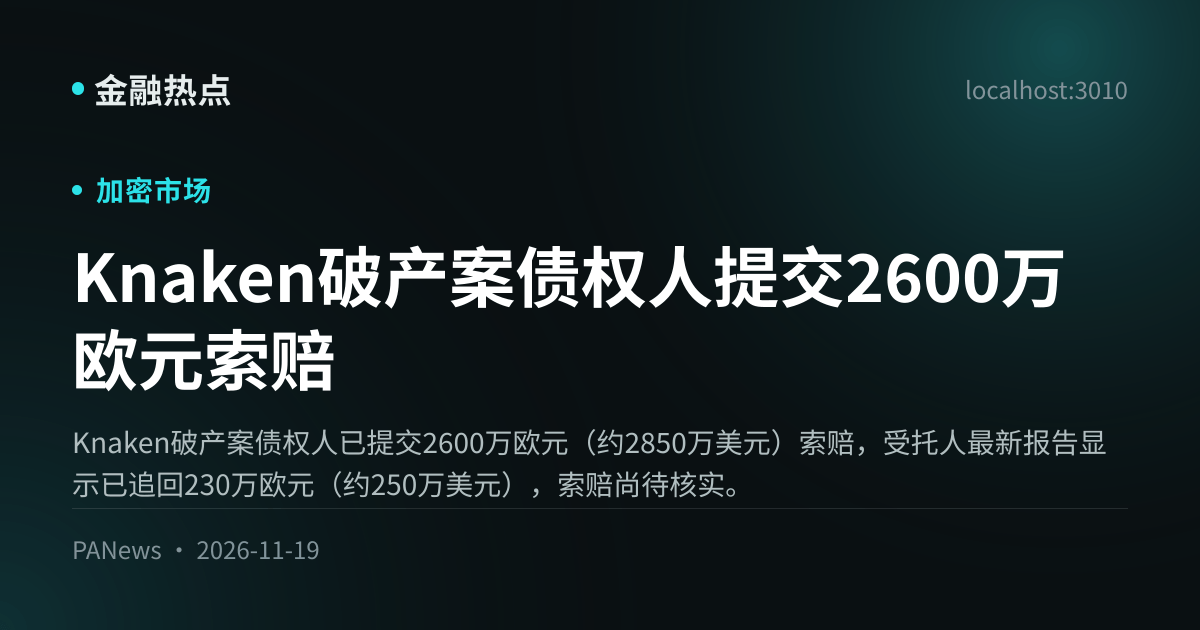 金融热点
localhost:3010
加密市场
Knaken破产案债权人提交2600万
欧元索赔
Knaken破产案债权人已提交2600万欧元（约2850万美元）索赔，受托人最新报告显
示已追回230万欧元（约250万美元），索赔尚待核实。
PANews · 2026-11-19